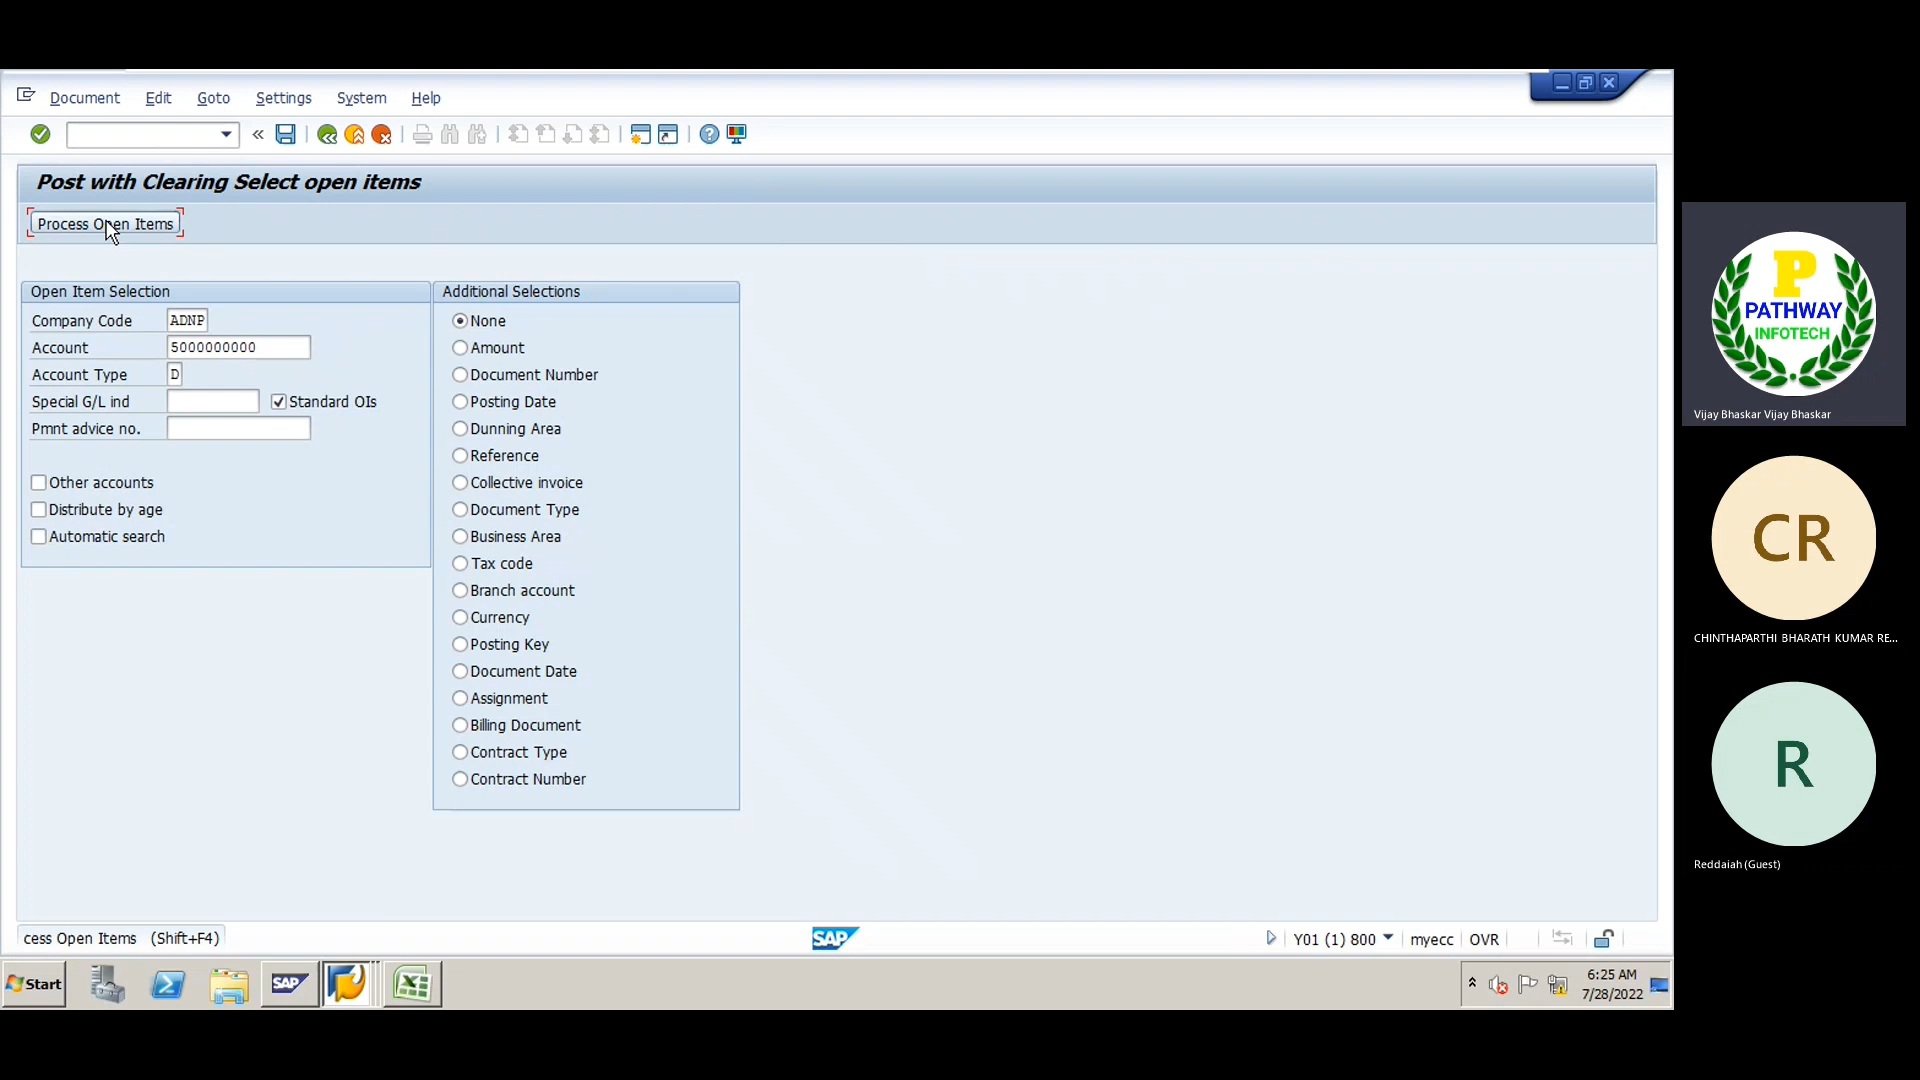 Document Edit Goto Settings System Help
Post with Clearing Select open items
Process Open Items
Open Item Selection
Company Code ADNP
Account 5000000000
Account Type D
Special G/L ind Standard OIs
Pmnt advice no.
Other accounts
Distribute by age
Automatic search
Additional Selections
None
Amount
Document Number
Posting Date
Dunning Area
Reference
Collective invoice
Document Type
Business Area
Tax code
Branch account
Currency
Posting Key
Document Date
Assignment
Billing Document
Contract Type
Contract Number
cess Open Items (Shift+F4)
SAP
Y01 (1) 800 myecc OVR
Start
SAP
6:25 AM
7/28/2022
P
PATHWAY
INFOTECH
Vijay Bhaskar Vijay Bhaskar
CR
CHINTHAPARTHI BHARATH KUMAR RE...
R
Reddaiah (Guest)